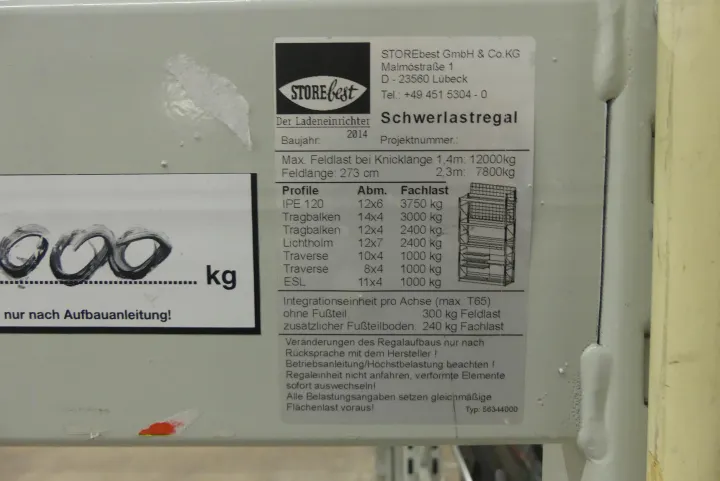 STOREbest
Der Ladeneinrichter
STOREbest GmbH & Co.KG
Malmöstraße 1
D - 23560 Lübeck
Tel.: +49 451 5304 - 0
Schwerlastregal
Baujahr: 2014
Projektnummer.:
Max. Feldlast bei Knicklänge 1,4m: 12000kg
Feldlänge: 273 cm 2,3m: 7800kg
Profile Abm. Fachlast
IPE 120 12x6 3750 kg
Tragbalken 14x4 3000 kg
Tragbalken 12x4 2400 kg
Lichtholm 12x7 2400 kg
Traverse 10x4 1000 kg
Traverse 8x4 1000 kg
ESL 11x4 1000 kg
Integrationseinheit pro Achse (max. T65)
ohne Fußteil 300 kg Feldlast
zusätzlicher Fußteilboden: 240 kg Fachlast
Veränderungen des Regalaufbaus nur nach
Rücksprache mit dem Hersteller !
Betriebsanleitung/Höchstbelastung beachten !
Regaleinheit nicht anfahren, verformte Elemente
sofort auswechseln!
Alle Belastungsangaben setzen gleichmäßige
Flächenlast voraus!
Typ: 56344000
000 kg
nur nach Aufbauanleitung!